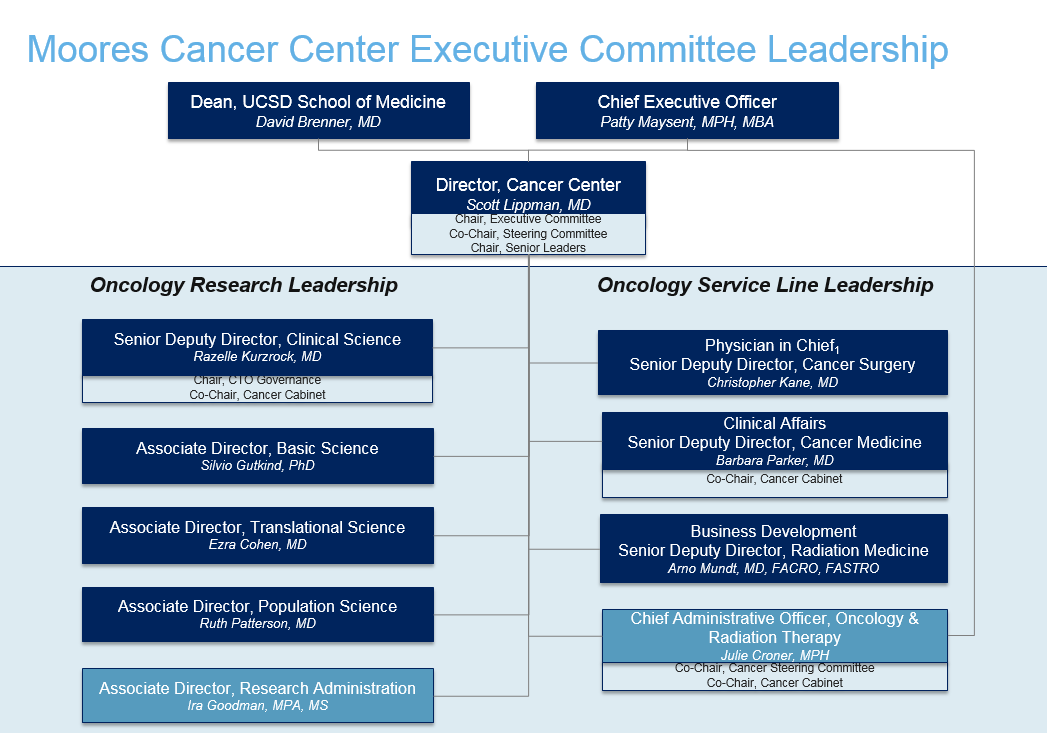 Moores Cancer Center Executive Committee Leadership
Dean, UCSD School of Medicine
David Brenner, MD
Chief Executive Officer
Patty Maysent, MPH, MBA
Director, Cancer Center
Scott Lippman, MD
Chair, Executive Committee
Co-Chair, Steering Committee
Chair, Senior Leaders
Oncology Research Leadership
Senior Deputy Director, Clinical Science
Razelle Kurzrock, MD
Chair, CTO Governance
Co-Chair, Cancer Cabinet
Associate Director, Basic Science
Silvio Gutkind, PhD
Associate Director, Translational Science
Ezra Cohen, MD
Associate Director, Population Science
Ruth Patterson, MD
Associate Director, Research Administration
Ira Goodman, MPA, MS
Oncology Service Line Leadership
Physician in Chief₁
Senior Deputy Director, Cancer Surgery
Christopher Kane, MD
Clinical Affairs
Senior Deputy Director, Cancer Medicine
Barbara Parker, MD
Co-Chair, Cancer Cabinet
Business Development
Senior Deputy Director, Radiation Medicine
Arno Mundt, MD, FACRO, FASTRO
Chief Administrative Officer, Oncology &
Radiation Therapy
Julie Croner, MPH
Co-Chair, Cancer Steering Committee
Co-Chair, Cancer Cabinet